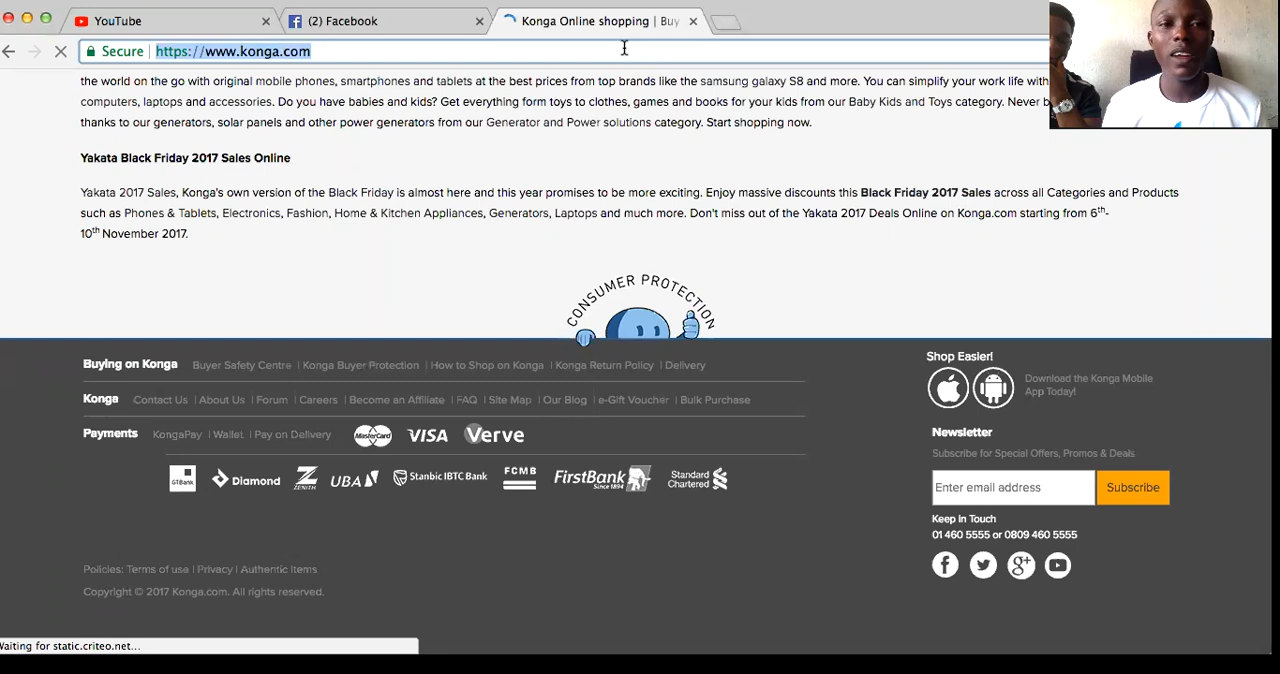 YouTube
(2) Facebook
Konga Online shopping | Buy
Secure https://www.konga.com
the world on the go with original mobile phones, smartphones and tablets at the best prices from top brands like the samsung galaxy S8 and more. You can simplify your work life with
computers, laptops and accessories. Do you have babies and kids? Get everything form toys to clothes, games and books for your kids from our Baby Kids and Toys category. Never b
thanks to our generators, solar panels and other power generators from our Generator and Power solutions category. Start shopping now.
Yakata Black Friday 2017 Sales Online
Yakata 2017 Sales, Konga's own version of the Black Friday is almost here and this year promises to be more exciting. Enjoy massive discounts this Black Friday 2017 Sales across all Categories and Products
such as Phones & Tablets, Electronics, Fashion, Home & Kitchen Appliances, Generators, Laptops and much more. Don't miss out of the Yakata 2017 Deals Online on Konga.com starting from 6th-
10th November 2017.
CONSUMER PROTECTION
Buying on Konga Buyer Safety Centre | Konga Buyer Protection | How to Shop on Konga | Konga Return Policy | Delivery
Konga Contact Us | About Us | Forum | Careers | Become an Affiliate | FAQ | Site Map | Our Blog | e-Gift Voucher | Bulk Purchase
Payments KongaPay | Wallet | Pay on Delivery MasterCard VISA Verve
GTBank Diamond ZENITH UBA Stanbic IBTC Bank FCMB FirstBank Since 1894 Standard Chartered
Policies: Terms of use | Privacy | Authentic Items
Copyright © 2017 Konga.com. All rights reserved.
Shop Easier!
Download the Konga Mobile
App Today!
Newsletter
Subscribe for Special Offers, Promos & Deals
Enter email address Subscribe
Keep In Touch
01 460 5555 or 0809 460 5555
Waiting for static.criteo.net...